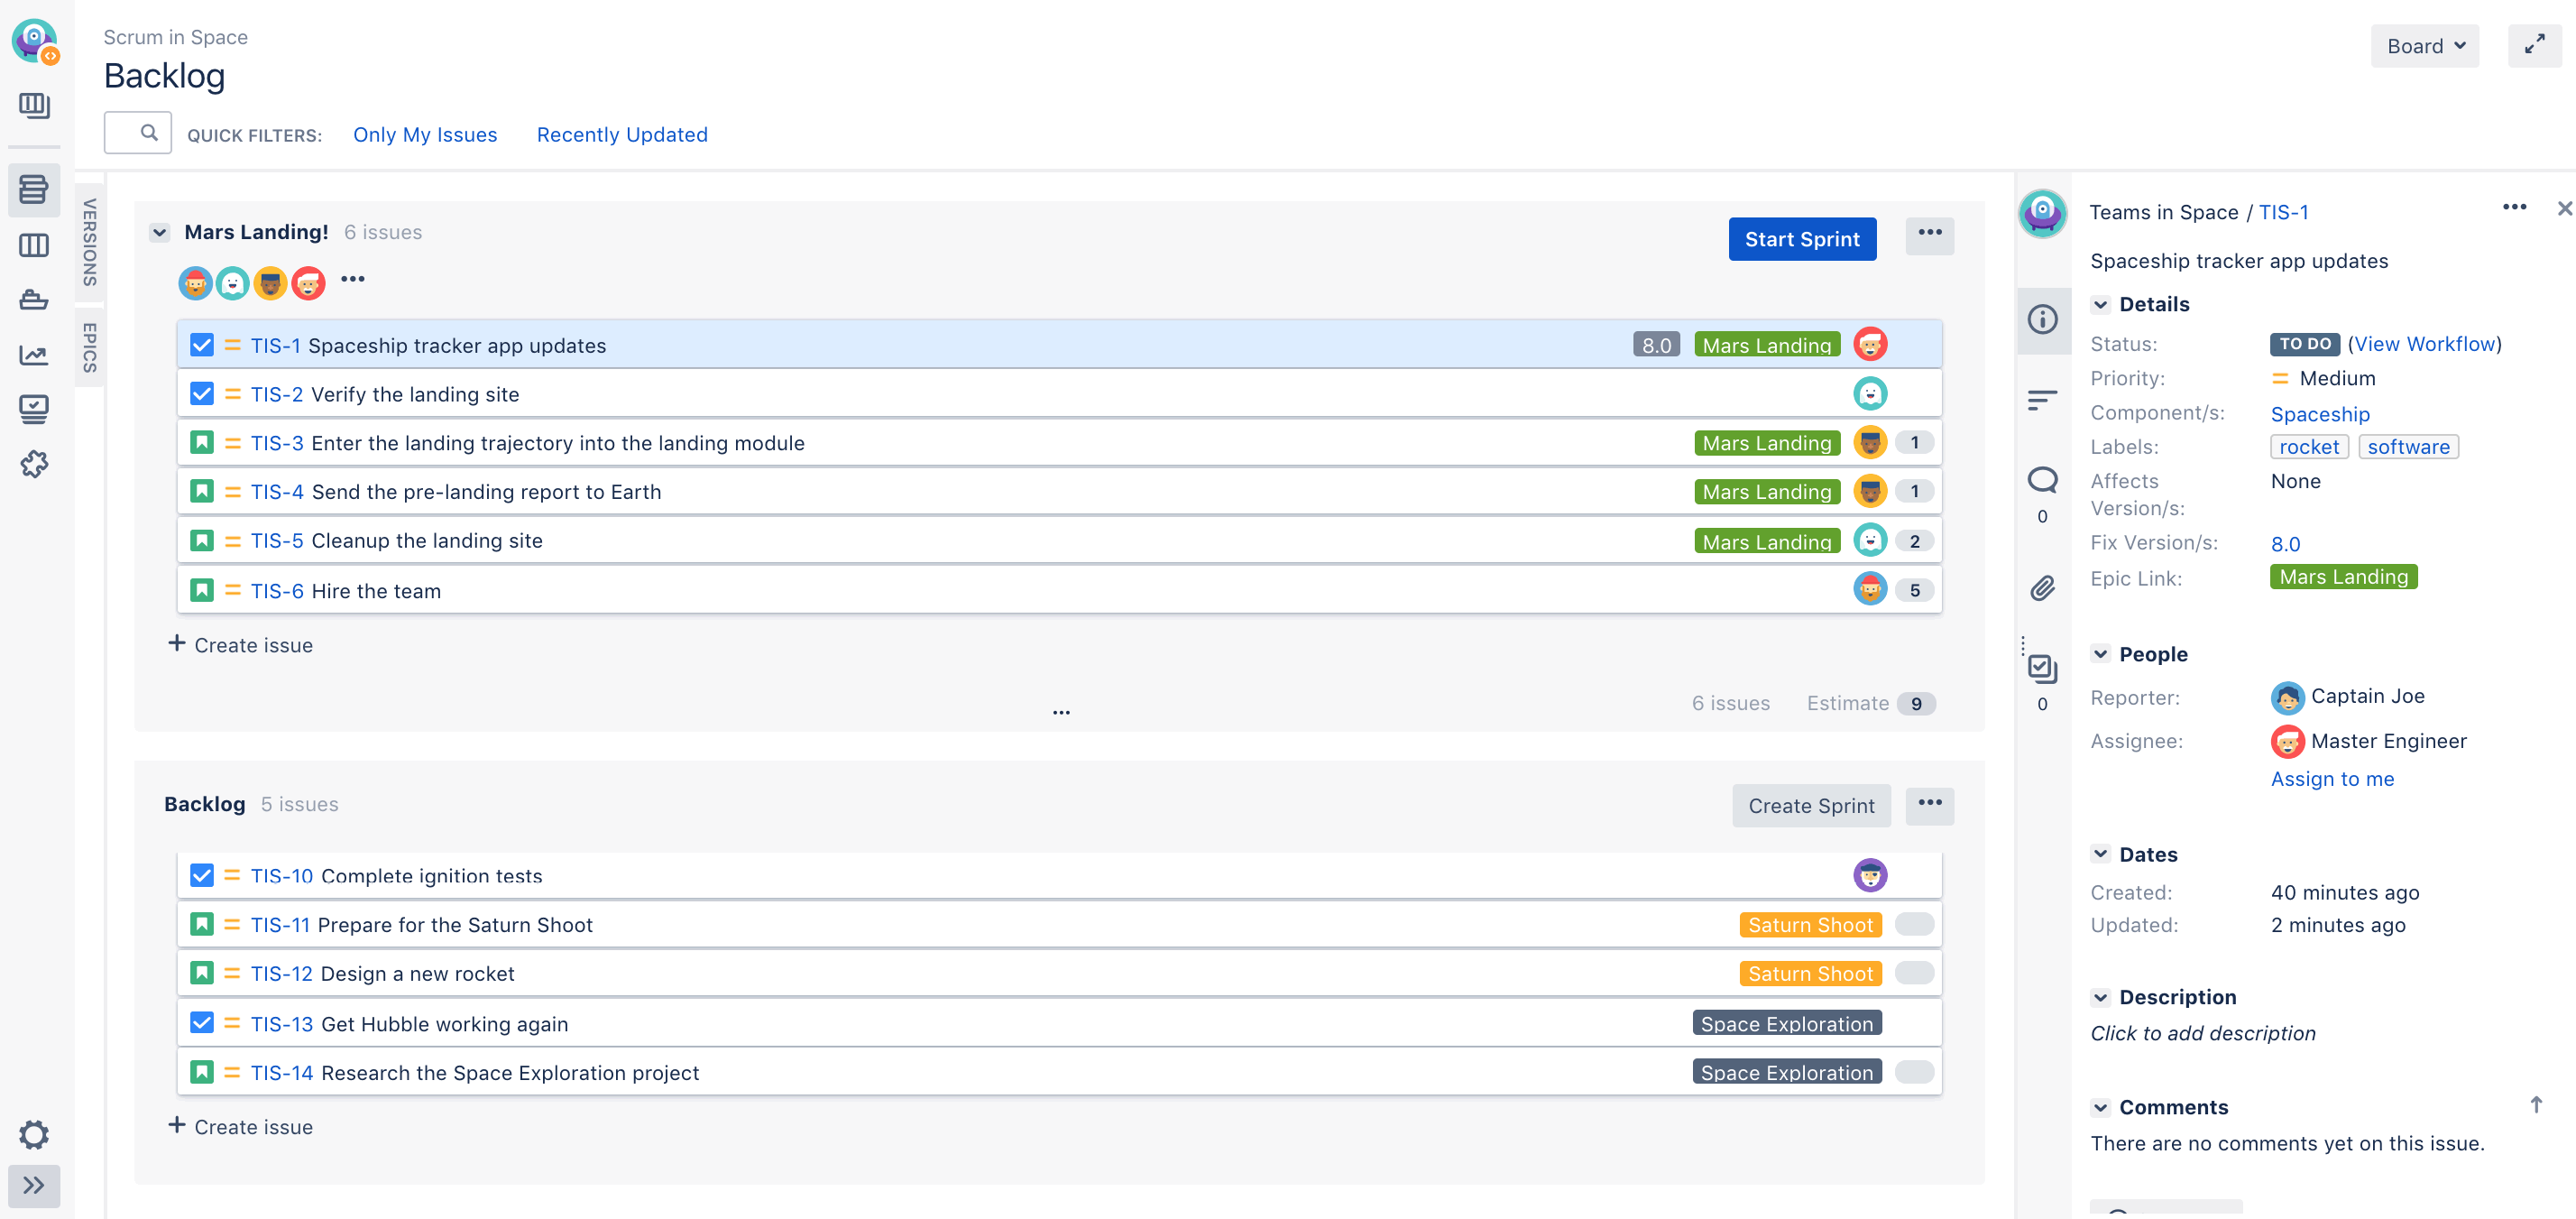 Scrum in Space
Backlog
Board
QUICK FILTERS: Only My Issues Recently Updated
VERSIONS
EPICS
Mars Landing! 6 issues
Start Sprint
TIS-1 Spaceship tracker app updates 8.0 Mars Landing
TIS-2 Verify the landing site
TIS-3 Enter the landing trajectory into the landing module Mars Landing 1
TIS-4 Send the pre-landing report to Earth Mars Landing 1
TIS-5 Cleanup the landing site Mars Landing 2
TIS-6 Hire the team 5
+ Create issue
6 issues Estimate 9
Backlog 5 issues
Create Sprint
TIS-10 Complete ignition tests
TIS-11 Prepare for the Saturn Shoot Saturn Shoot
TIS-12 Design a new rocket Saturn Shoot
TIS-13 Get Hubble working again Space Exploration
TIS-14 Research the Space Exploration project Space Exploration
+ Create issue
0
0
Teams in Space / TIS-1
Spaceship tracker app updates
Details
Status: TO DO (View Workflow)
Priority: Medium
Component/s: Spaceship
Labels: rocket software
Affects None
Version/s:
Fix Version/s: 8.0
Epic Link: Mars Landing
People
Reporter: Captain Joe
Assignee: Master Engineer
Assign to me
Dates
Created: 40 minutes ago
Updated: 2 minutes ago
Description
Click to add description
Comments
There are no comments yet on this issue.